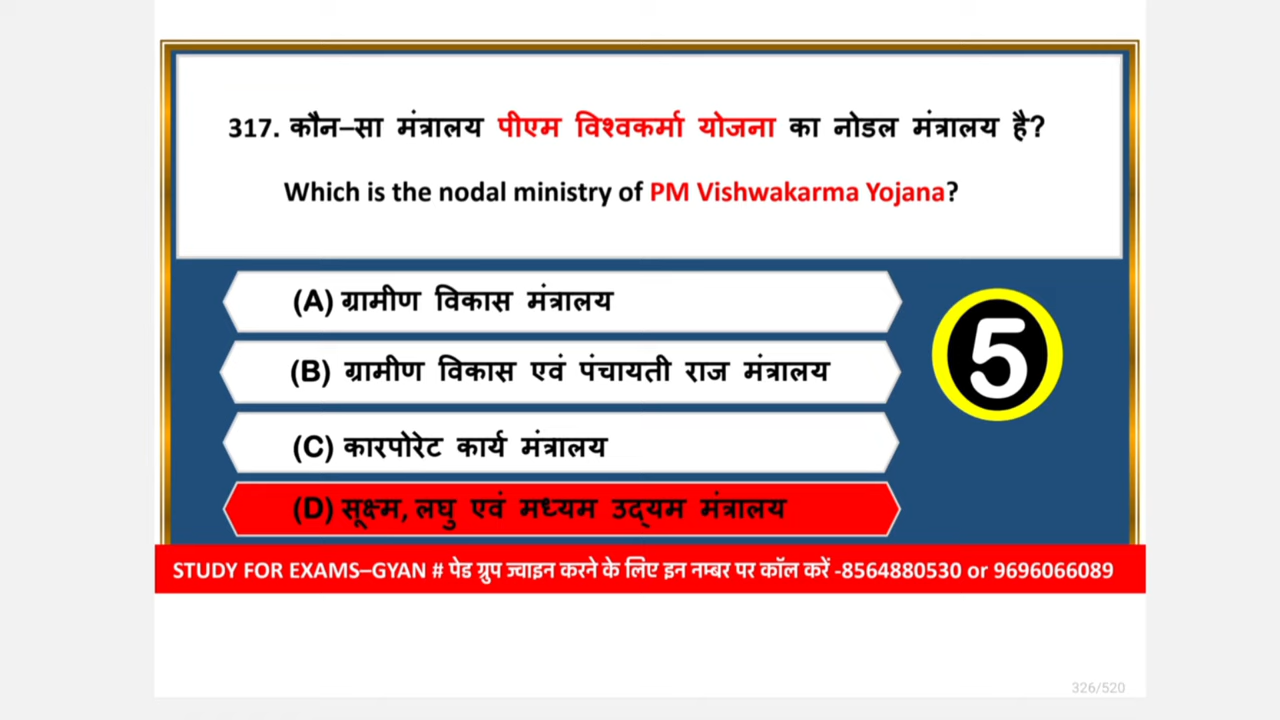 317. कौन–सा मंत्रालय पीएम विश्वकर्मा योजना का नोडल मंत्रालय है?
Which is the nodal ministry of PM Vishwakarma Yojana?
(A) ग्रामीण विकास मंत्रालय
(B) ग्रामीण विकास एवं पंचायती राज मंत्रालय
5
(C) कारपोरेट कार्य मंत्रालय
(D) सूक्ष्म, लघु एवं मध्यम उद्यम मंत्रालय
STUDY FOR EXAMS–GYAN # पेड ग्रुप ज्वाइन करने के लिए इन नम्बर पर कॉल करें -8564880530 or 9696066089
326/520